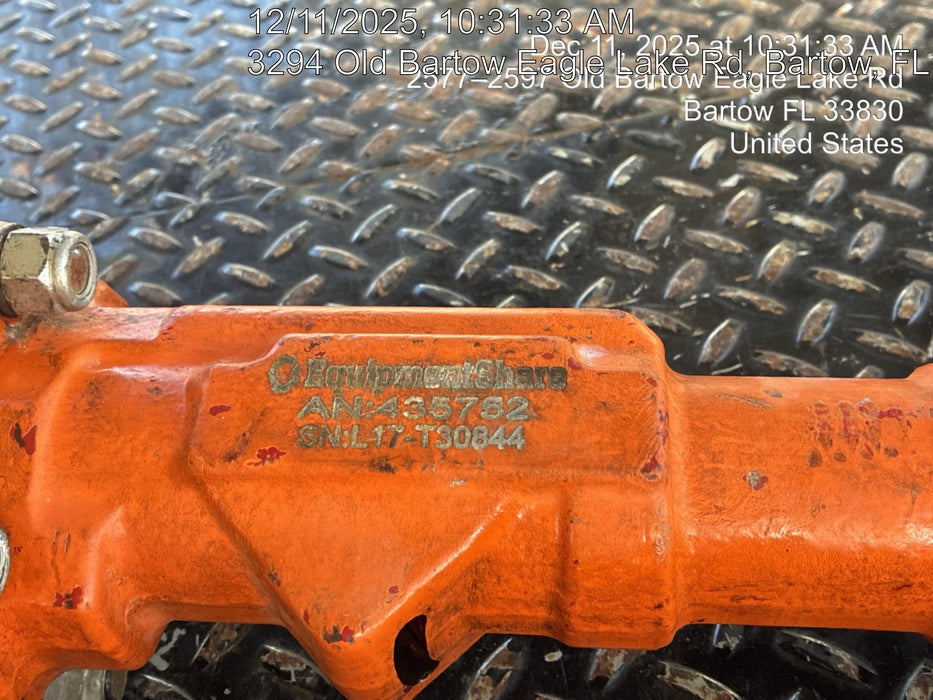 12/11/2025, 10:31:33 AM
Dec 11, 2025 at 10:31:33 AM
3294 Old Bartow Eagle Lake Rd, Bartow, FL
2577–2597 Old Bartow Eagle Lake Rd
Bartow FL 33830
United States
EquipmentShare
AN:435752
SN:L17-T30844